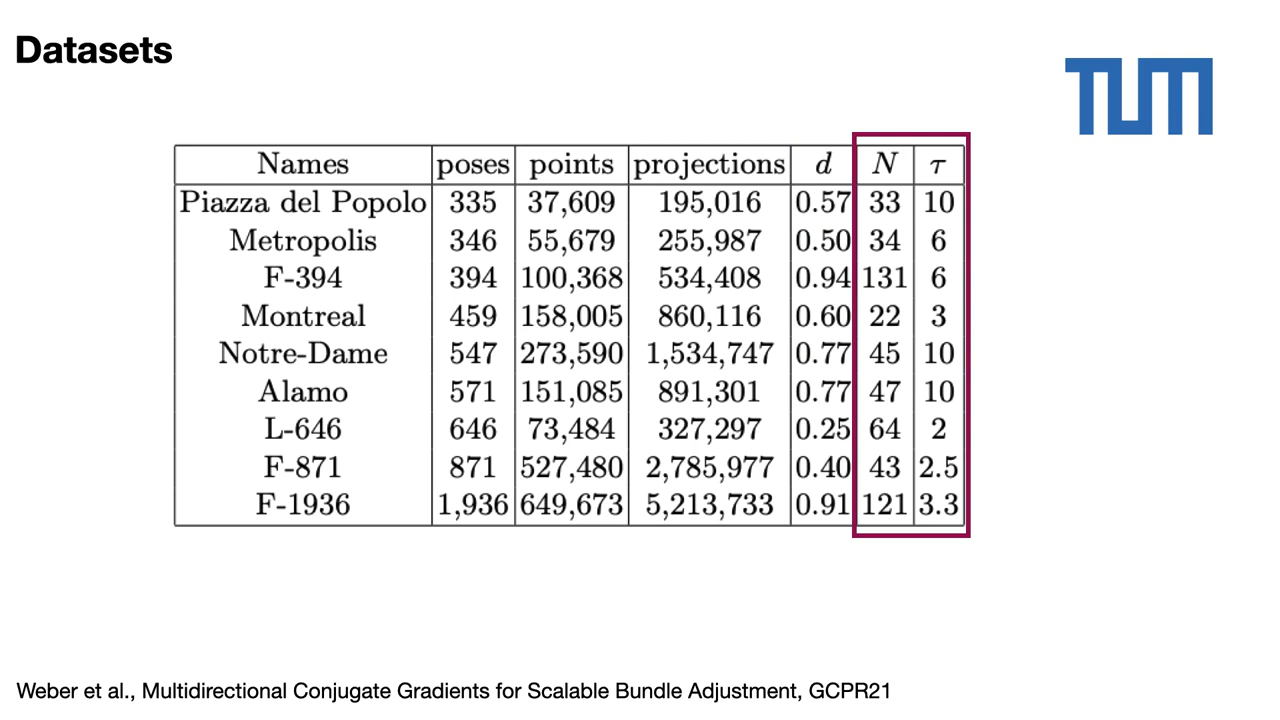 Datasets
TUM
Names poses points projections d N τ
Piazza del Popolo 335 37,609 195,016 0.57 33 10
Metropolis 346 55,679 255,987 0.50 34 6
F-394 394 100,368 534,408 0.94 131 6
Montreal 459 158,005 860,116 0.60 22 3
Notre-Dame 547 273,590 1,534,747 0.77 45 10
Alamo 571 151,085 891,301 0.77 47 10
L-646 646 73,484 327,297 0.25 64 2
F-871 871 527,480 2,785,977 0.40 43 2.5
F-1936 1,936 649,673 5,213,733 0.91 121 3.3
Weber et al., Multidirectional Conjugate Gradients for Scalable Bundle Adjustment, GCPR21